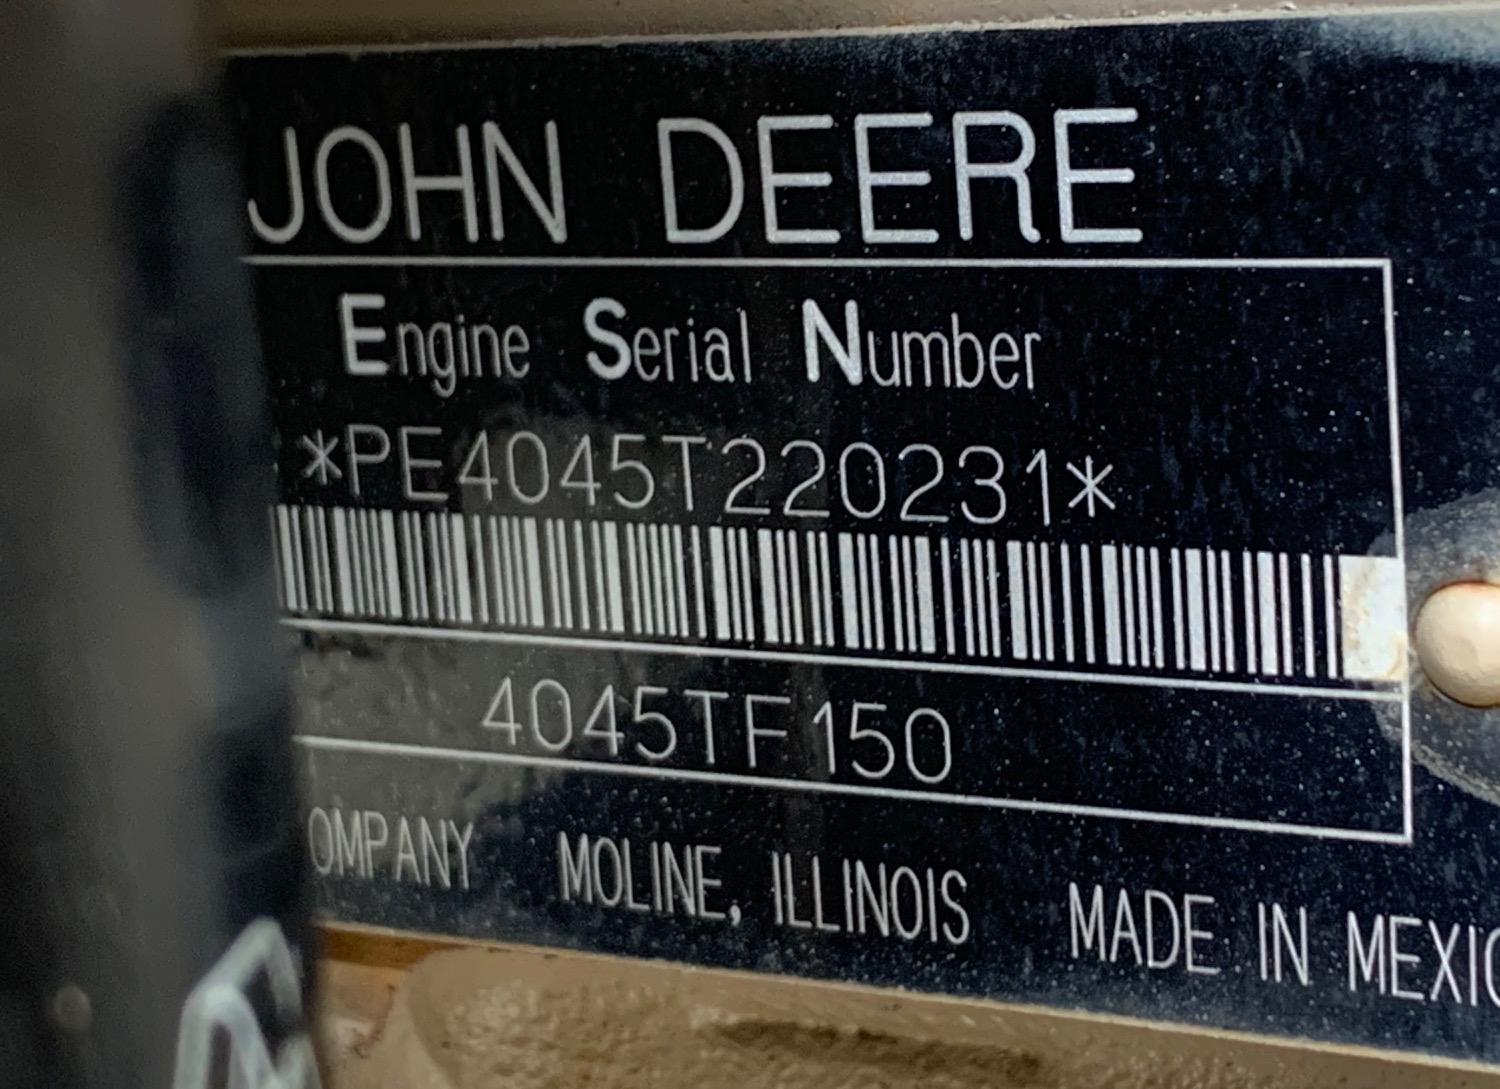 JOHN DEERE
Engine Serial Number
*PE4045T220231*
4045TF150
OMPANY MOLINE, ILLINOIS MADE IN MEXIC